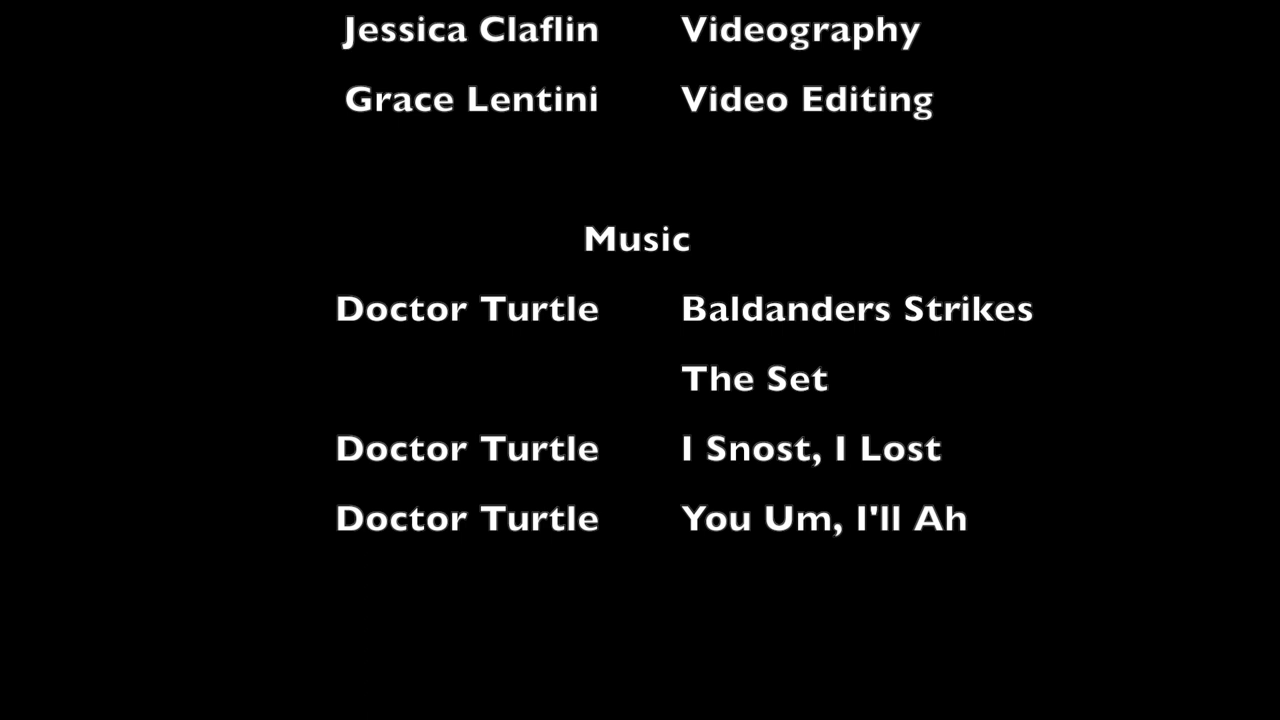 Jessica Claflin Videography
Grace Lentini Video Editing
Music
Doctor Turtle Baldanders Strikes
The Set
Doctor Turtle I Snost, I Lost
Doctor Turtle You Um, I'll Ah